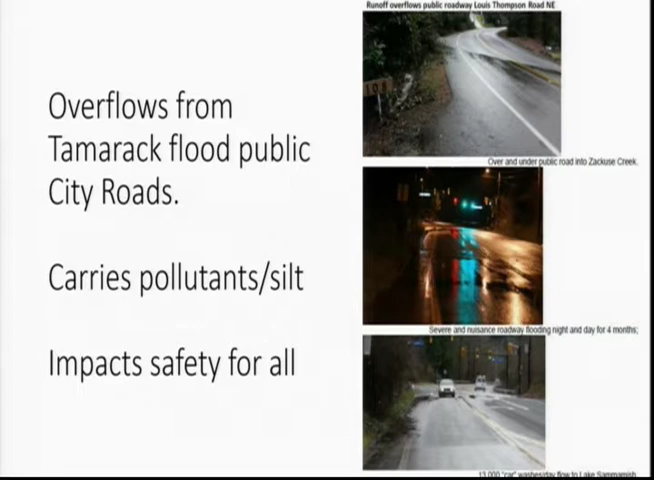 Runoff overflows public roadway Louis Thompson Road NE
Overflows from
Tamarack flood public
City Roads.
Carries pollutants/silt
Impacts safety for all
108
Over and under public road into Zackuse Creek.
Severe and nuisance roadway flooding night and day for 4 months;
13,000 "car" washes/day flow to Lake Sammamish